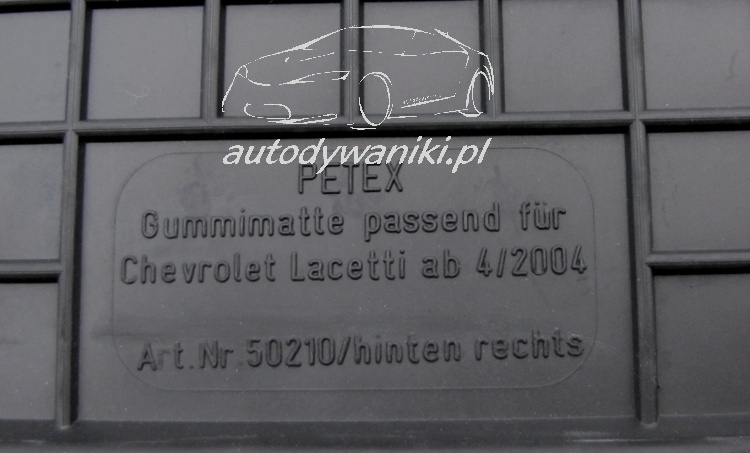 autodywaniki.pl
PETEX
Gummimatte passend für
Chevrolet Lacetti ab 4/2004
Art.Nr.50210/hinten rechts